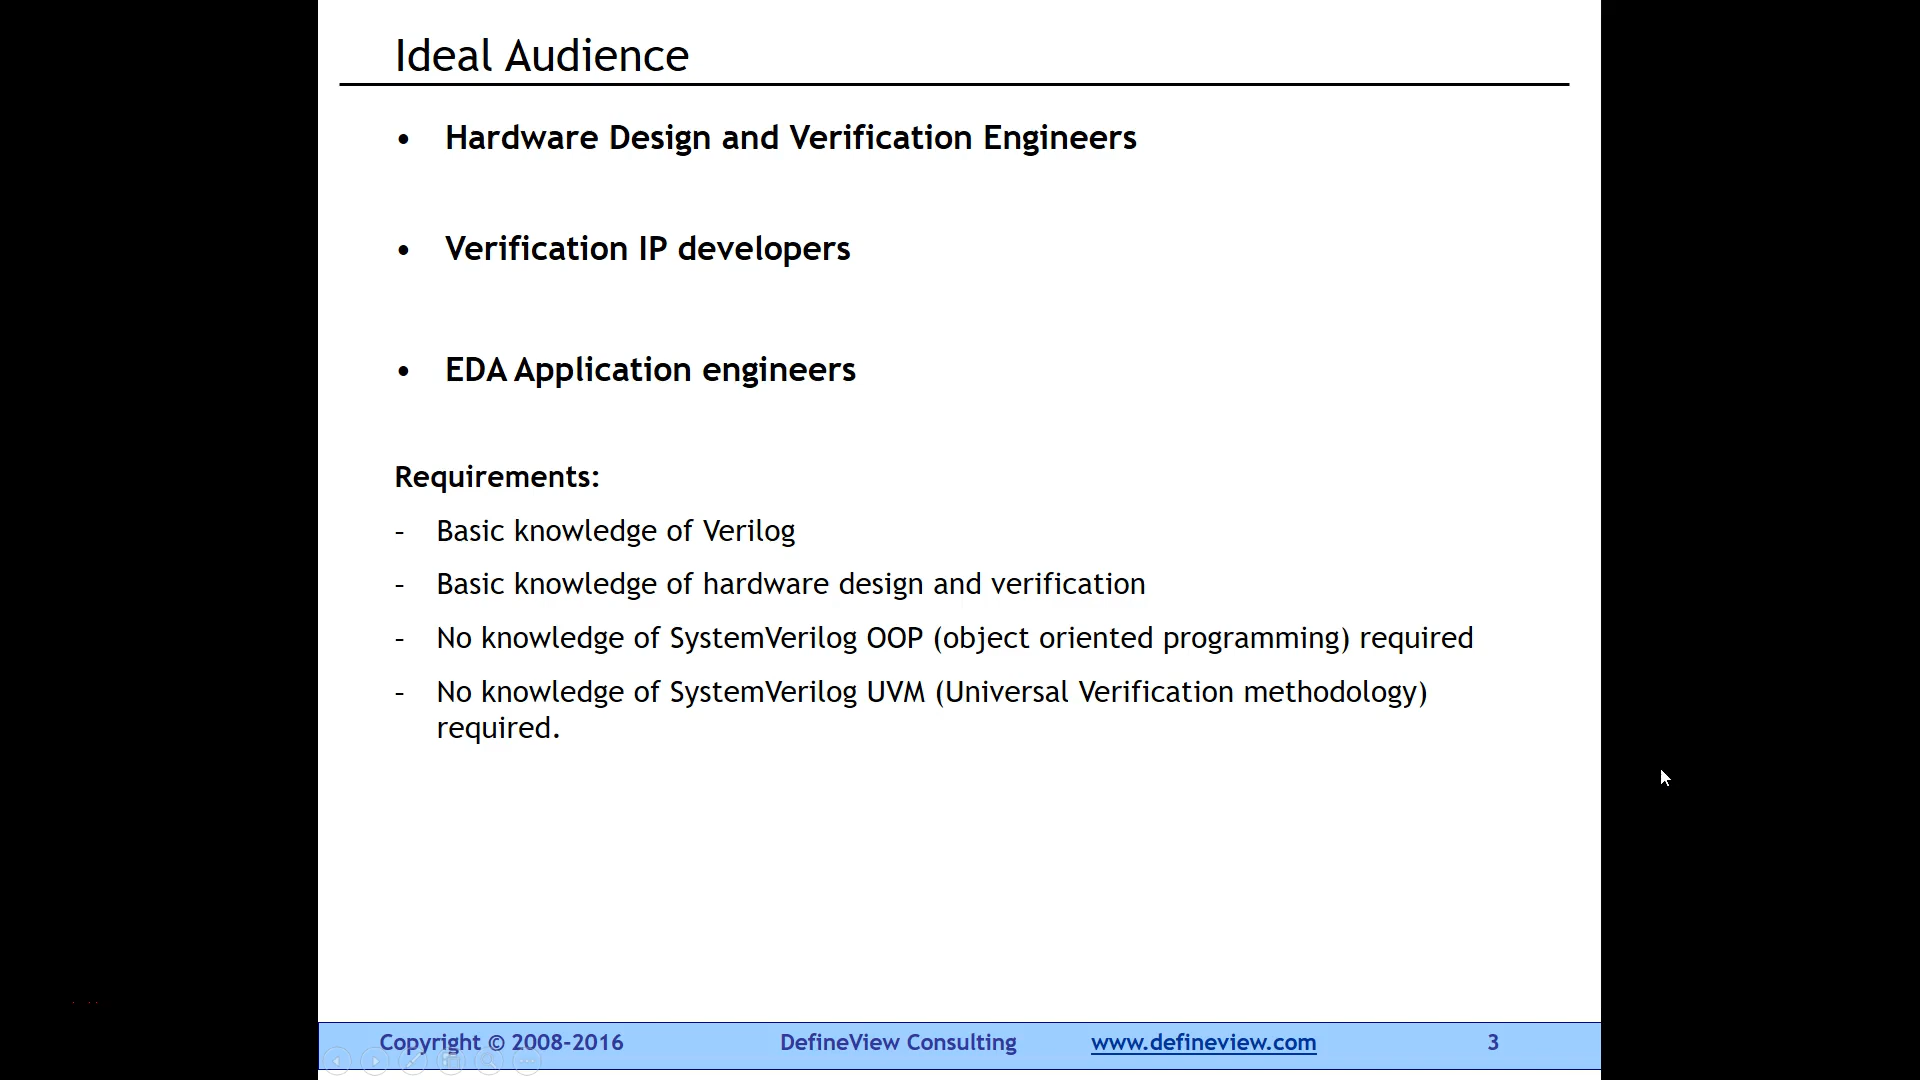 Ideal Audience
• Hardware Design and Verification Engineers
• Verification IP developers
• EDA Application engineers
Requirements:
- Basic knowledge of Verilog
- Basic knowledge of hardware design and verification
- No knowledge of SystemVerilog OOP (object oriented programming) required
- No knowledge of SystemVerilog UVM (Universal Verification methodology)
required.
Copyright © 2008-2016 DefineView Consulting www.defineview.com 3